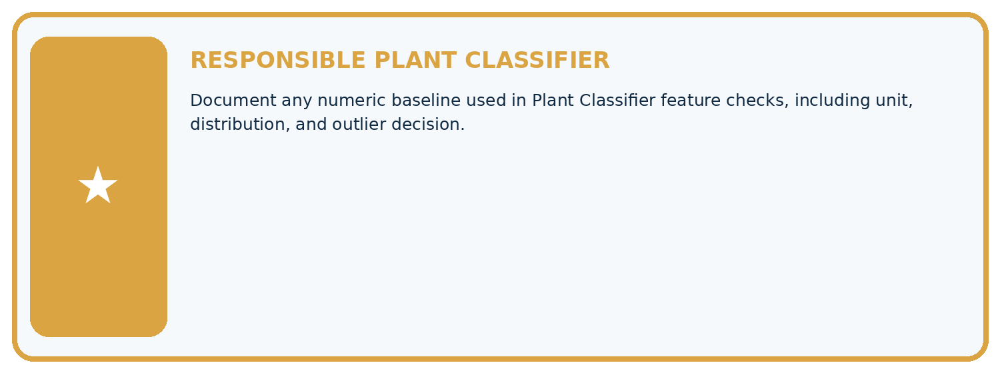 RESPONSIBLE PLANT CLASSIFIER
Document any numeric baseline used in Plant Classifier feature checks, including unit,
distribution, and outlier decision.